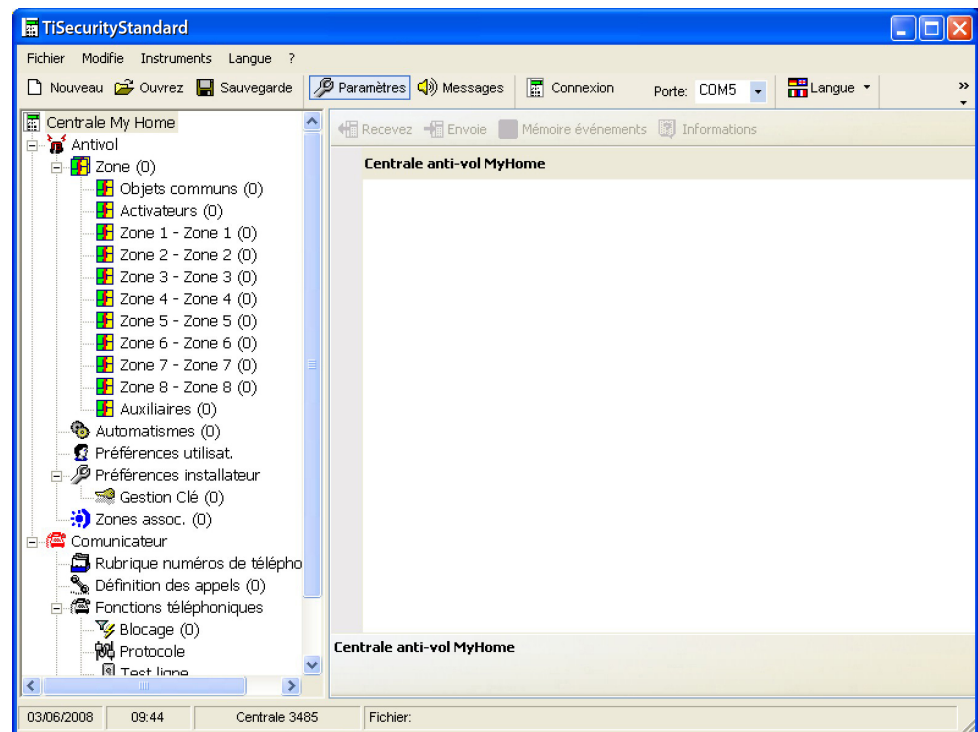 TiSecurityStandard
Fichier Modifie Instruments Langue ?
Nouveau Ouvrez Sauvegarde Paramètres Messages Connexion Porte: COM5 Langue »
Centrale My Home
Antivol
Zone (0)
Objets communs (0)
Activateurs (0)
Zone 1 - Zone 1 (0)
Zone 2 - Zone 2 (0)
Zone 3 - Zone 3 (0)
Zone 4 - Zone 4 (0)
Zone 5 - Zone 5 (0)
Zone 6 - Zone 6 (0)
Zone 7 - Zone 7 (0)
Zone 8 - Zone 8 (0)
Auxiliaires (0)
Automatismes (0)
Préférences utilisat.
Préférences installateur
Gestion Clé (0)
Zones assoc. (0)
Comunicateur
Rubrique numéros de télépho
Définition des appels (0)
Fonctions téléphoniques
Blocage (0)
Protocole
Test ligne
Recevez Envoie Mémoire événements Informations
Centrale anti-vol MyHome
Centrale anti-vol MyHome
03/06/2008 09:44 Centrale 3485 Fichier: